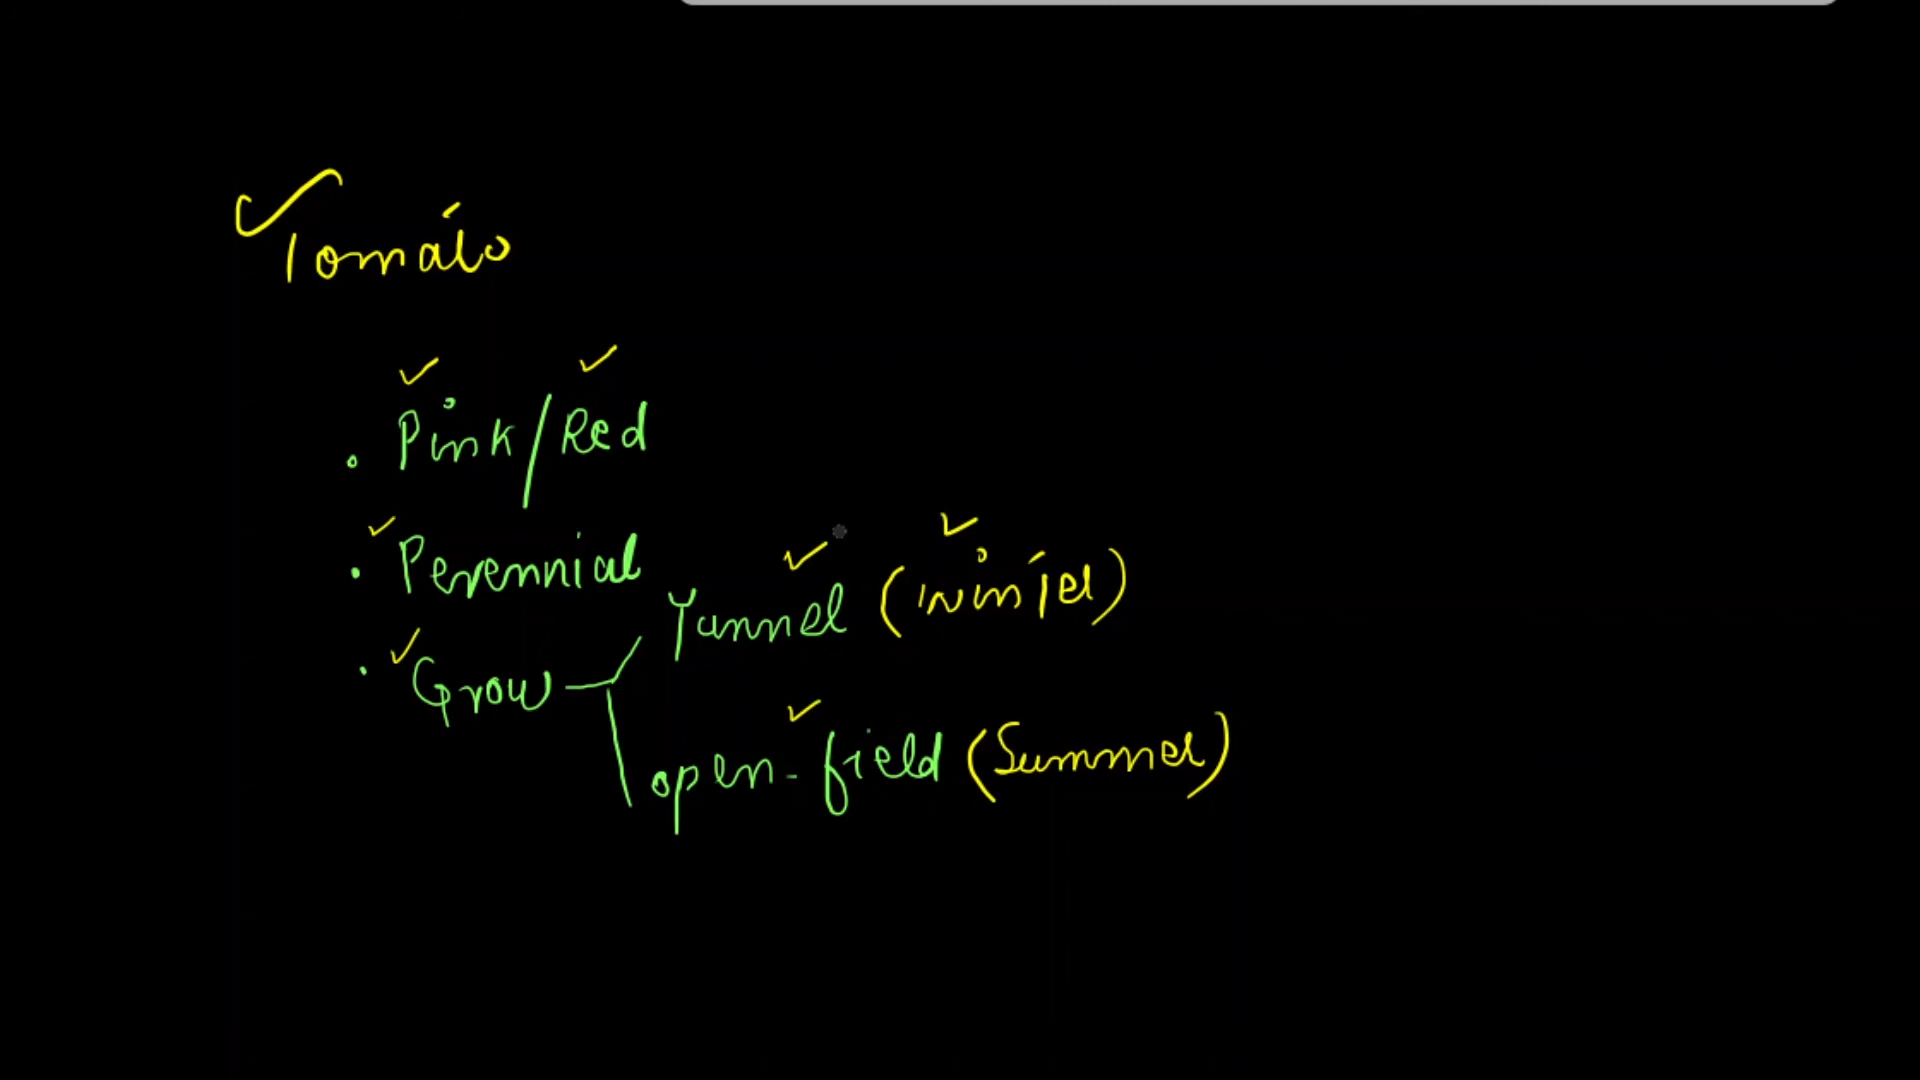 Tomato
. Pink/Red
. Perennial
Tunnel (Winter)
. Grow
open-field (Summer)